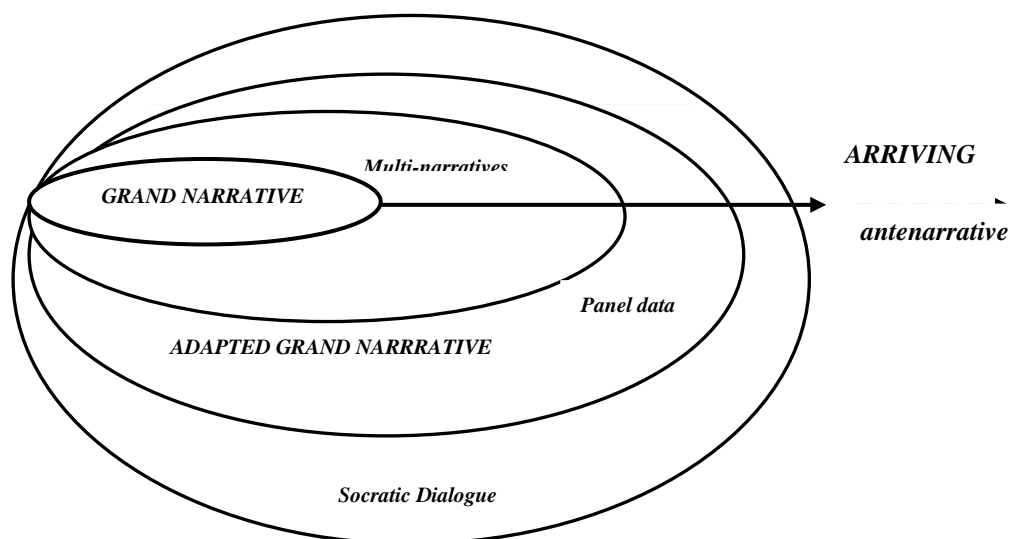 ARRIVING
Multi-narratives
GRAND NARRATIVE
antenarrative
Panel data
ADAPTED GRAND NARRRATIVE
Socratic Dialogue